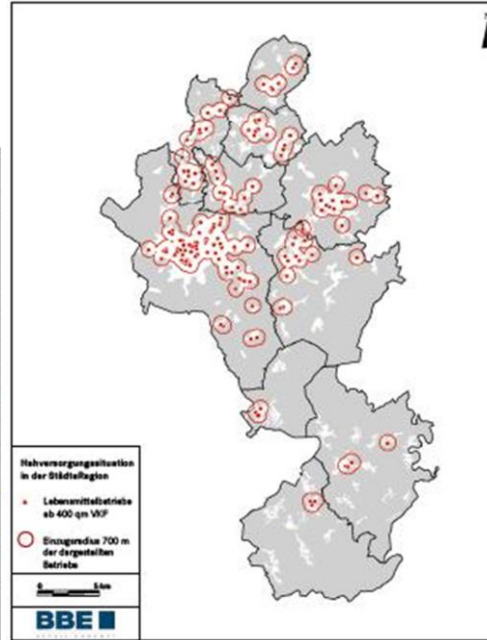 Nahversorgungssituation
in der StädteRegion
Lebensmittelbetriebe
ab 400 qm VKF
Einzugsradius 700 m
der dargestellten
Betriebe
0 5 km
BBE